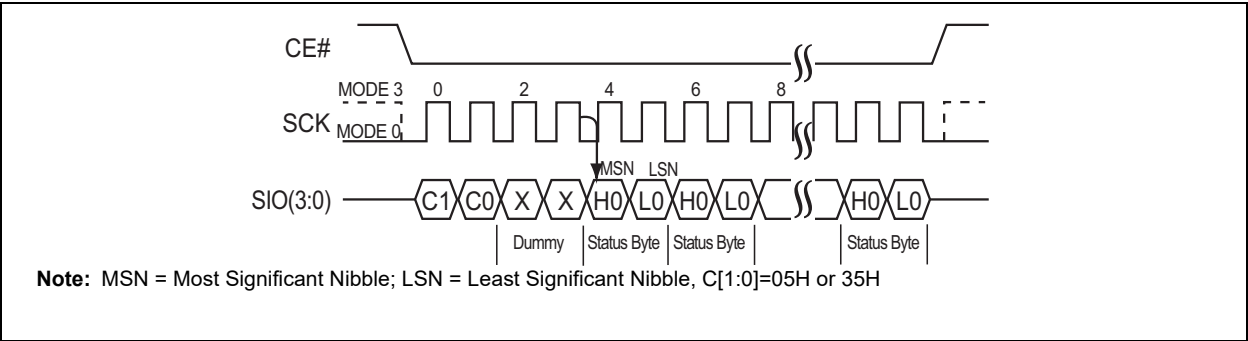 CE#
MODE 3 0 2 4 6 8
SCK
MODE 0
MSN LSN
SIO(3:0) C1 C0 X X H0 L0 H0 L0 H0 L0
Dummy Status Byte Status Byte Status Byte
Note: MSN = Most Significant Nibble; LSN = Least Significant Nibble, C[1:0]=05H or 35H